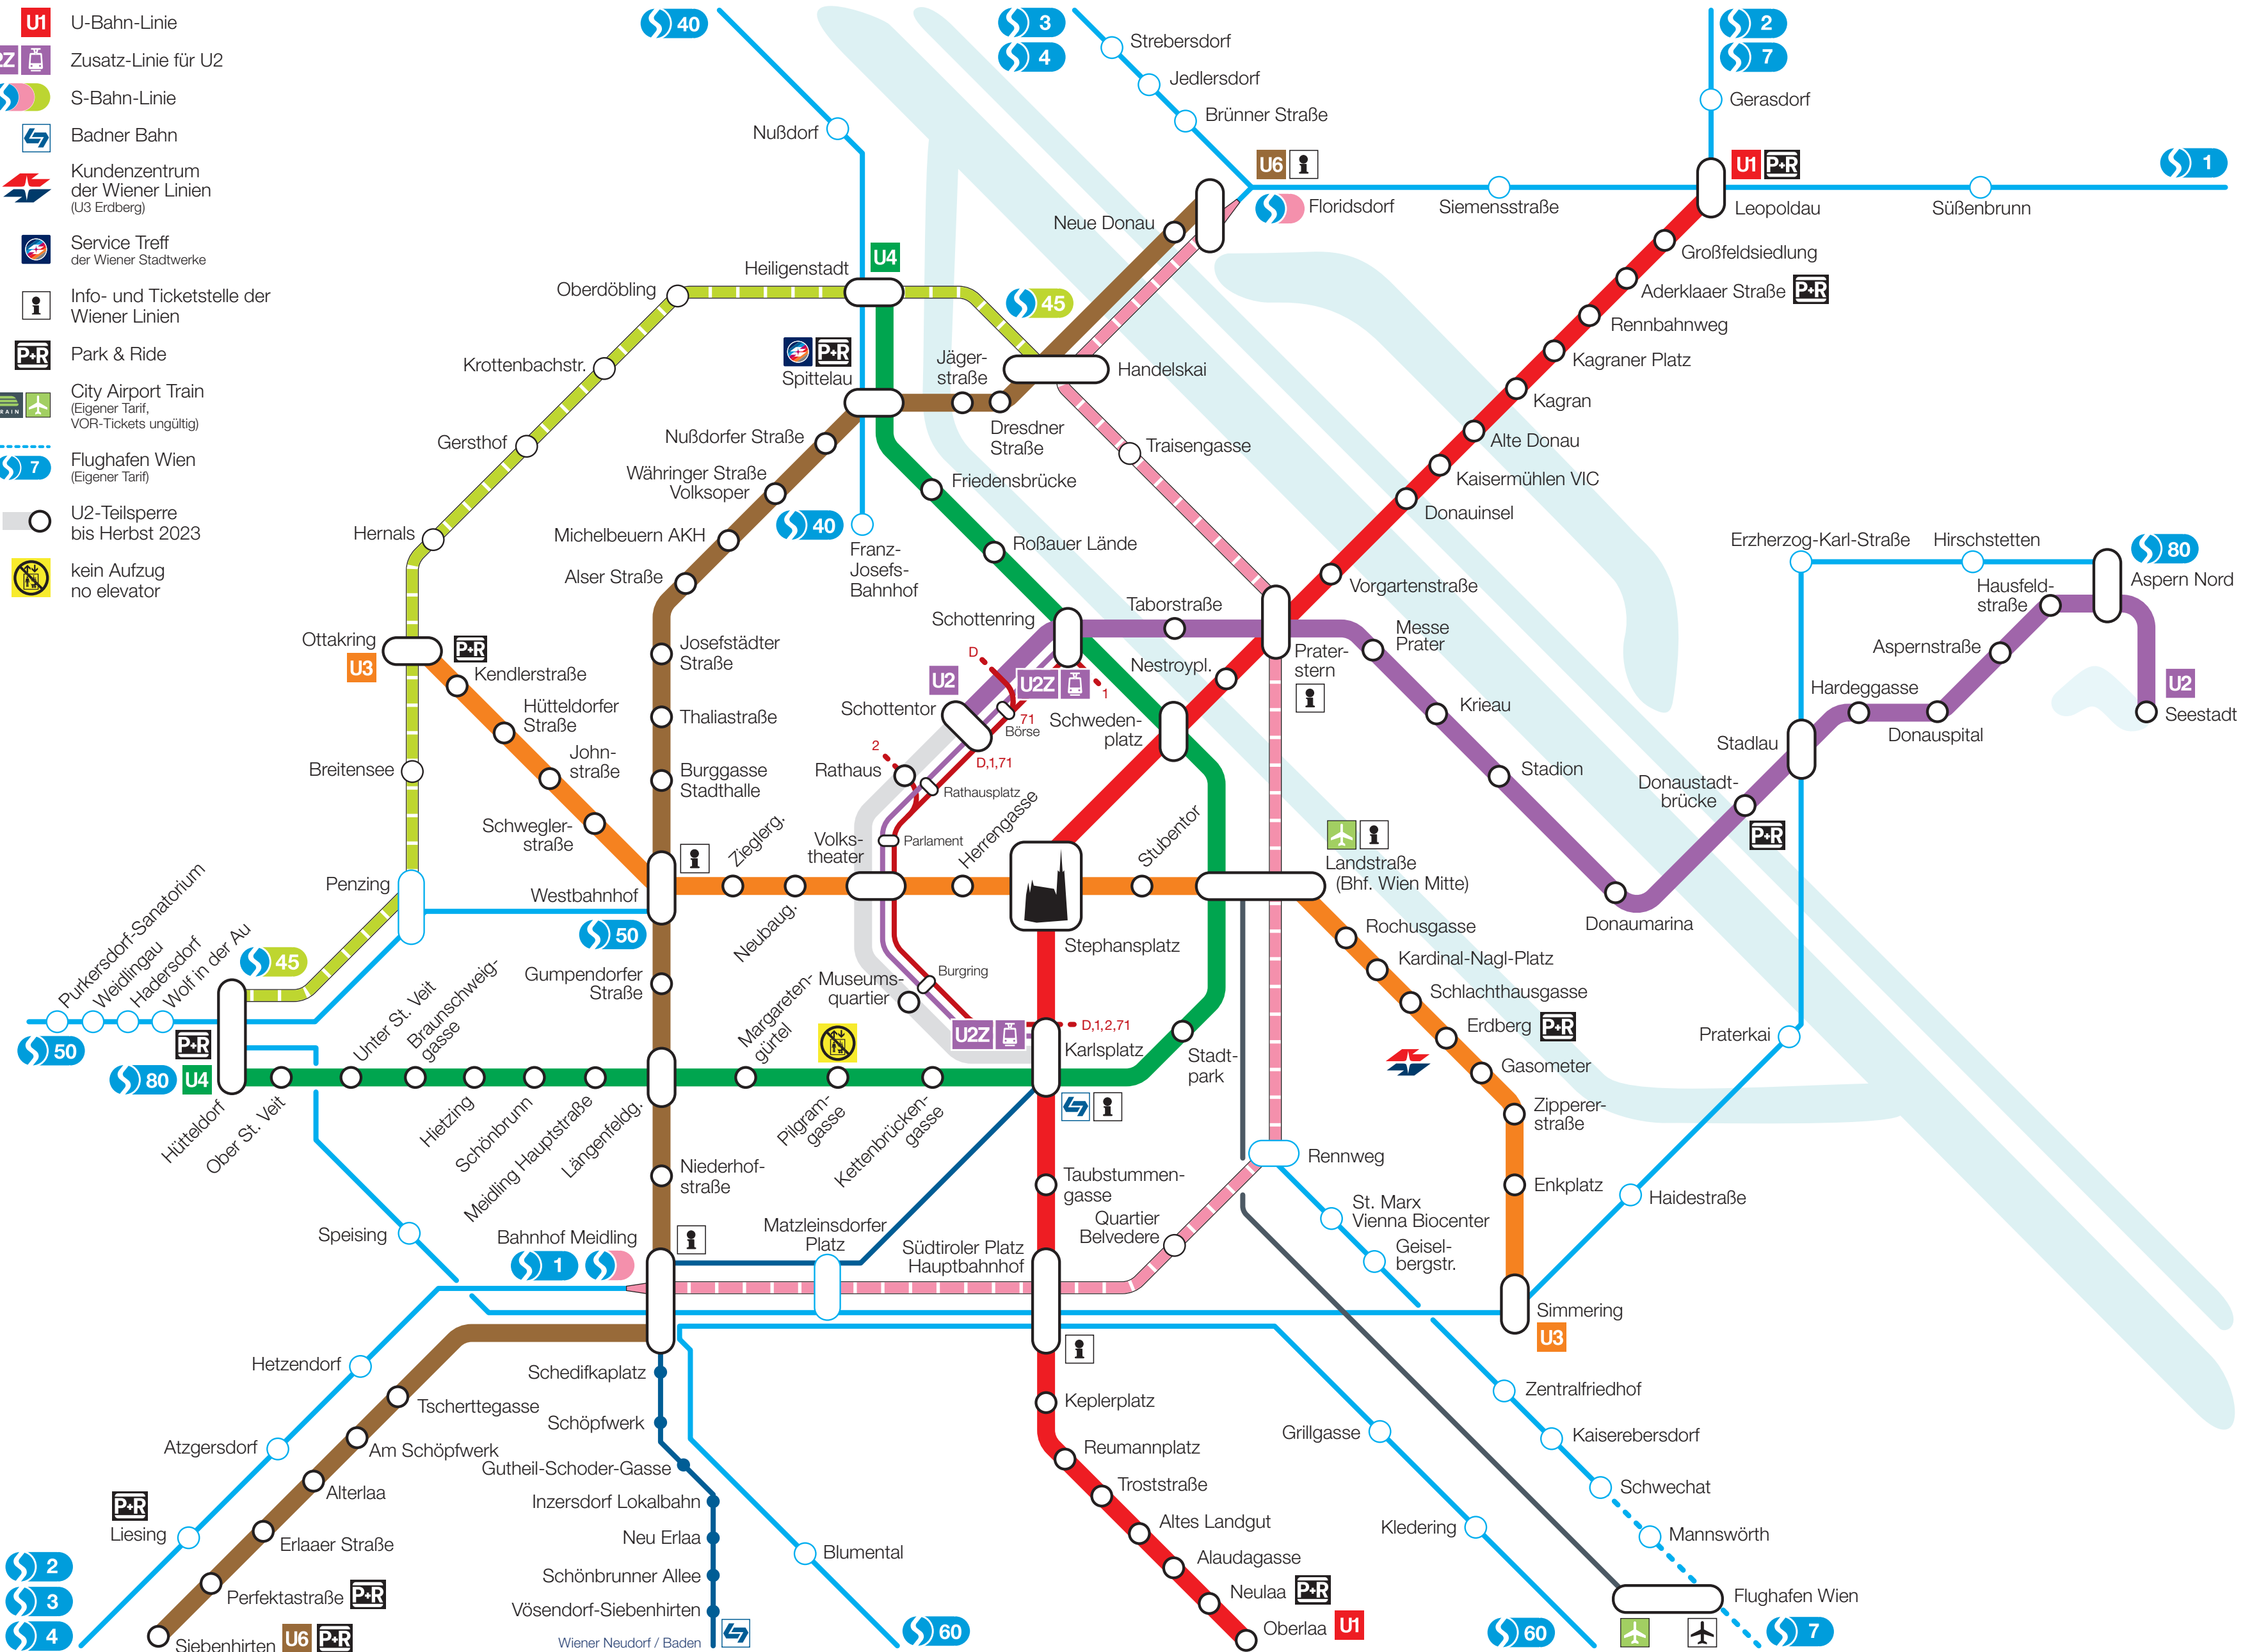 U1 U-Bahn-Linie
2Z Zusatz-Linie für U2
S-Bahn-Linie
Badner Bahn
Kundenzentrum
der Wiener Linien
(U3 Erdberg)
Service Treff
der Wiener Stadtwerke
Info- und Ticketstelle der
Wiener Linien
P+R Park & Ride
RAIN City Airport Train
(Eigener Tarif,
VOR-Tickets ungültig)
7 Flughafen Wien
(Eigener Tarif)
U2-Teilsperre
bis Herbst 2023
kein Aufzug
no elevator
40
3
4
2
7
Strebersdorf
Jedlersdorf
Brünner Straße
Gerasdorf
Nußdorf
U6
U1 P+R
1
Floridsdorf
Siemensstraße
Leopoldau
Süßenbrunn
Neue Donau
Großfeldsiedlung
U4
Heiligenstadt
Oberdöbling
45
Aderklaaer Straße P+R
Rennbahnweg
Krottenbachstr.
P+R
Spittelau
Jäger-
straße
Handelskai
Kagraner Platz
Kagran
Gersthof
Nußdorfer Straße
Dresdner
Straße
Traisengasse
Alte Donau
Währinger Straße
Volksoper
Friedensbrücke
Kaisermühlen VIC
Donauinsel
Hernals
Michelbeuern AKH
40
Franz-
Josefs-
Bahnhof
Roßauer Lände
Erzherzog-Karl-Straße
Hirschstetten
80
Aspern Nord
Alser Straße
Vorgartenstraße
Hausfeld-
straße
Ottakring
U3
P+R
Josefstädter
Straße
Schottenring
Taborstraße
Messe
Prater
Aspernstraße
Kendlerstraße
D
Nestroypl.
Prater-
stern
U2
U2Z
1
Hardeggasse
U2
Seestadt
Hütteldorfer
Straße
Thaliastraße
Schottentor
71
Börse
Schweden-
platz
Krieau
Donauspital
Stadlau
John-
straße
Breitensee
Burggasse
Stadthalle
2
Rathaus
D,1,71
Rathausplatz
Stadion
Donaustadt-
brücke
P+R
Schwegler-
straße
Zieglerg.
Volks-
theater
Parlament
Herrengasse
Stubentor
Landstraße
(Bhf. Wien Mitte)
Penzing
Westbahnhof
50
Neubaug.
Stephansplatz
Donaumarina
Rochusgasse
Purkersdorf-Sanatorium
Weidlingau
Hadersdorf
Wolf in der Au
45
Gumpendorfer
Straße
Museums-
quartier
Burgring
Kardinal-Nagl-Platz
Schlachthausgasse
Erdberg P+R
Praterkai
50
P+R
80 U4
Hütteldorf
Ober St. Veit
Unter St. Veit
Braunschweig-
gasse
Hietzing
Schönbrunn
Meidling Hauptstraße
Längenfeldg.
Margareten-
gürtel
Pilgram-
gasse
Kettenbrücken-
gasse
U2Z
D,1,2,71
Karlsplatz
Stadt-
park
Gasometer
Zipperer-
straße
Niederhof-
straße
Taubstummen-
gasse
Rennweg
Enkplatz
Haidestraße
Speising
Bahnhof Meidling
1
Matzleinsdorfer
Platz
Südtiroler Platz
Hauptbahnhof
Quartier
Belvedere
St. Marx
Vienna Biocenter
Geisel-
bergstr.
Simmering
U3
Hetzendorf
Schedifkaplatz
Tscherttegasse
Schöpfwerk
Keplerplatz
Zentralfriedhof
Atzgersdorf
Am Schöpfwerk
Gutheil-Schoder-Gasse
Reumannplatz
Grillgasse
Kaiserebersdorf
P+R
Liesing
Alterlaa
Inzersdorf Lokalbahn
Troststraße
Schwechat
Erlaaer Straße
Neu Erlaa
Altes Landgut
Kledering
Mannswörth
2
3
4
Schönbrunner Allee
Blumental
Alaudagasse
Perfektastraße P+R
Vösendorf-Siebenhirten
Neulaa P+R
Flughafen Wien
Siebenhirten U6 P+R
Wiener Neudorf / Baden
60
Oberlaa U1
60
7